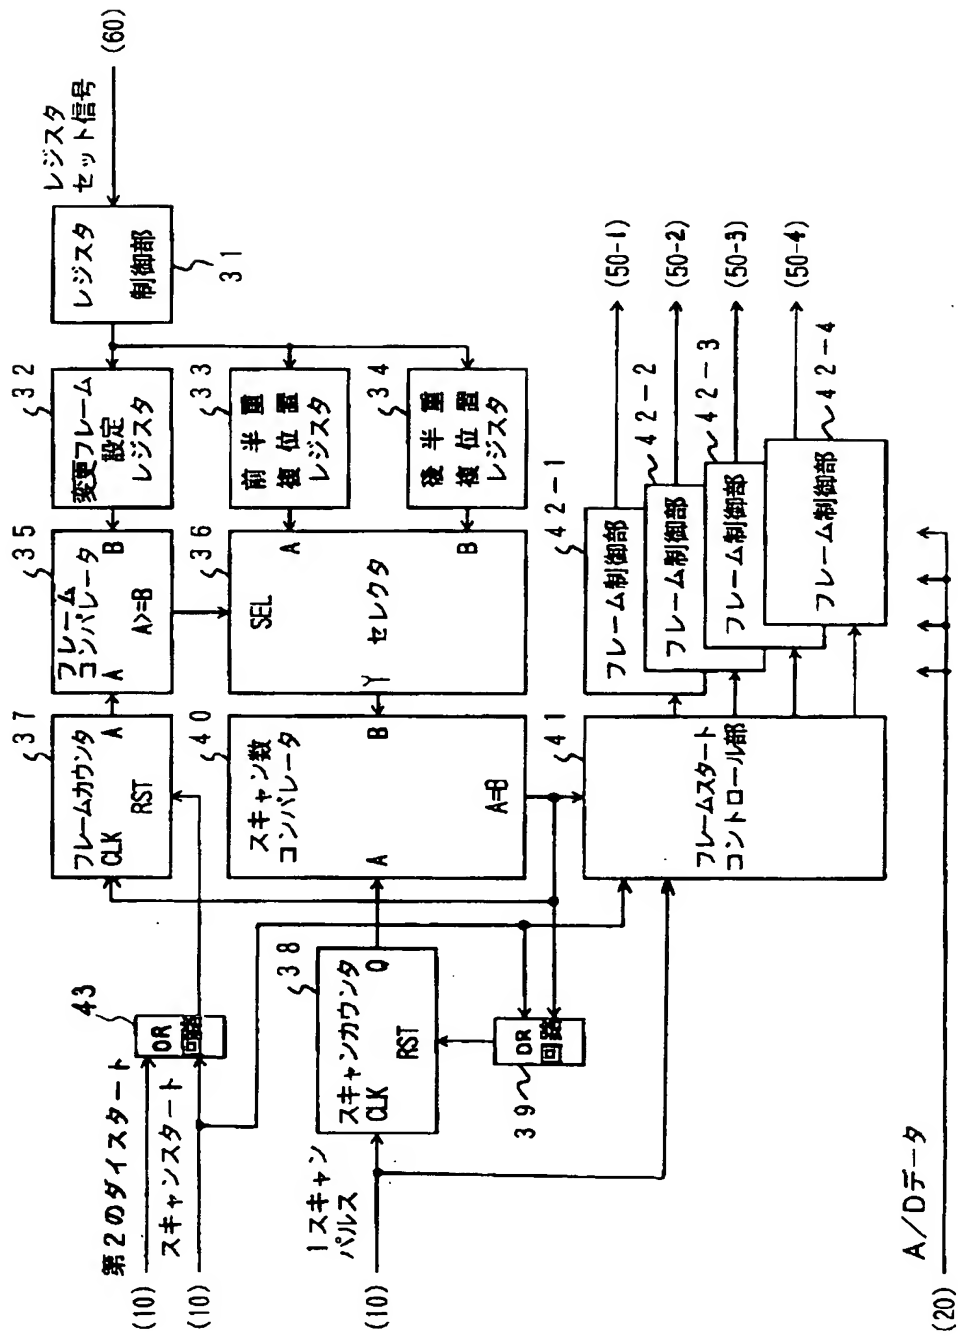 第2のダイスタート
(10)
スキャンスタート
(10)
43
OR
回路
1スキャン
パルス
(10)
スキャンカウンタ
CLK
Q
RST
38
OR
回路
39
フレームカウンタ
CLK
A
RST
37
スキャン数
コンパレータ
A
B
A=B
40
フレームスタート
コントロール部
41
フレーム
コンパレータ
A
B
A>=B
35
SEL
A
Y
セレクタ
B
36
変更フレーム
設定
レジスタ
32
前半重
複位置
レジスタ
33
後半重
複位置
レジスタ
34
レジスタ
制御部
31
レジスタ
セット信号
(60)
フレーム制御部
42-1
フレーム制御部
42-2
フレーム制御部
42-3
フレーム制御部
42-4
(50-1)
(50-2)
(50-3)
(50-4)
A/Dデータ
(20)